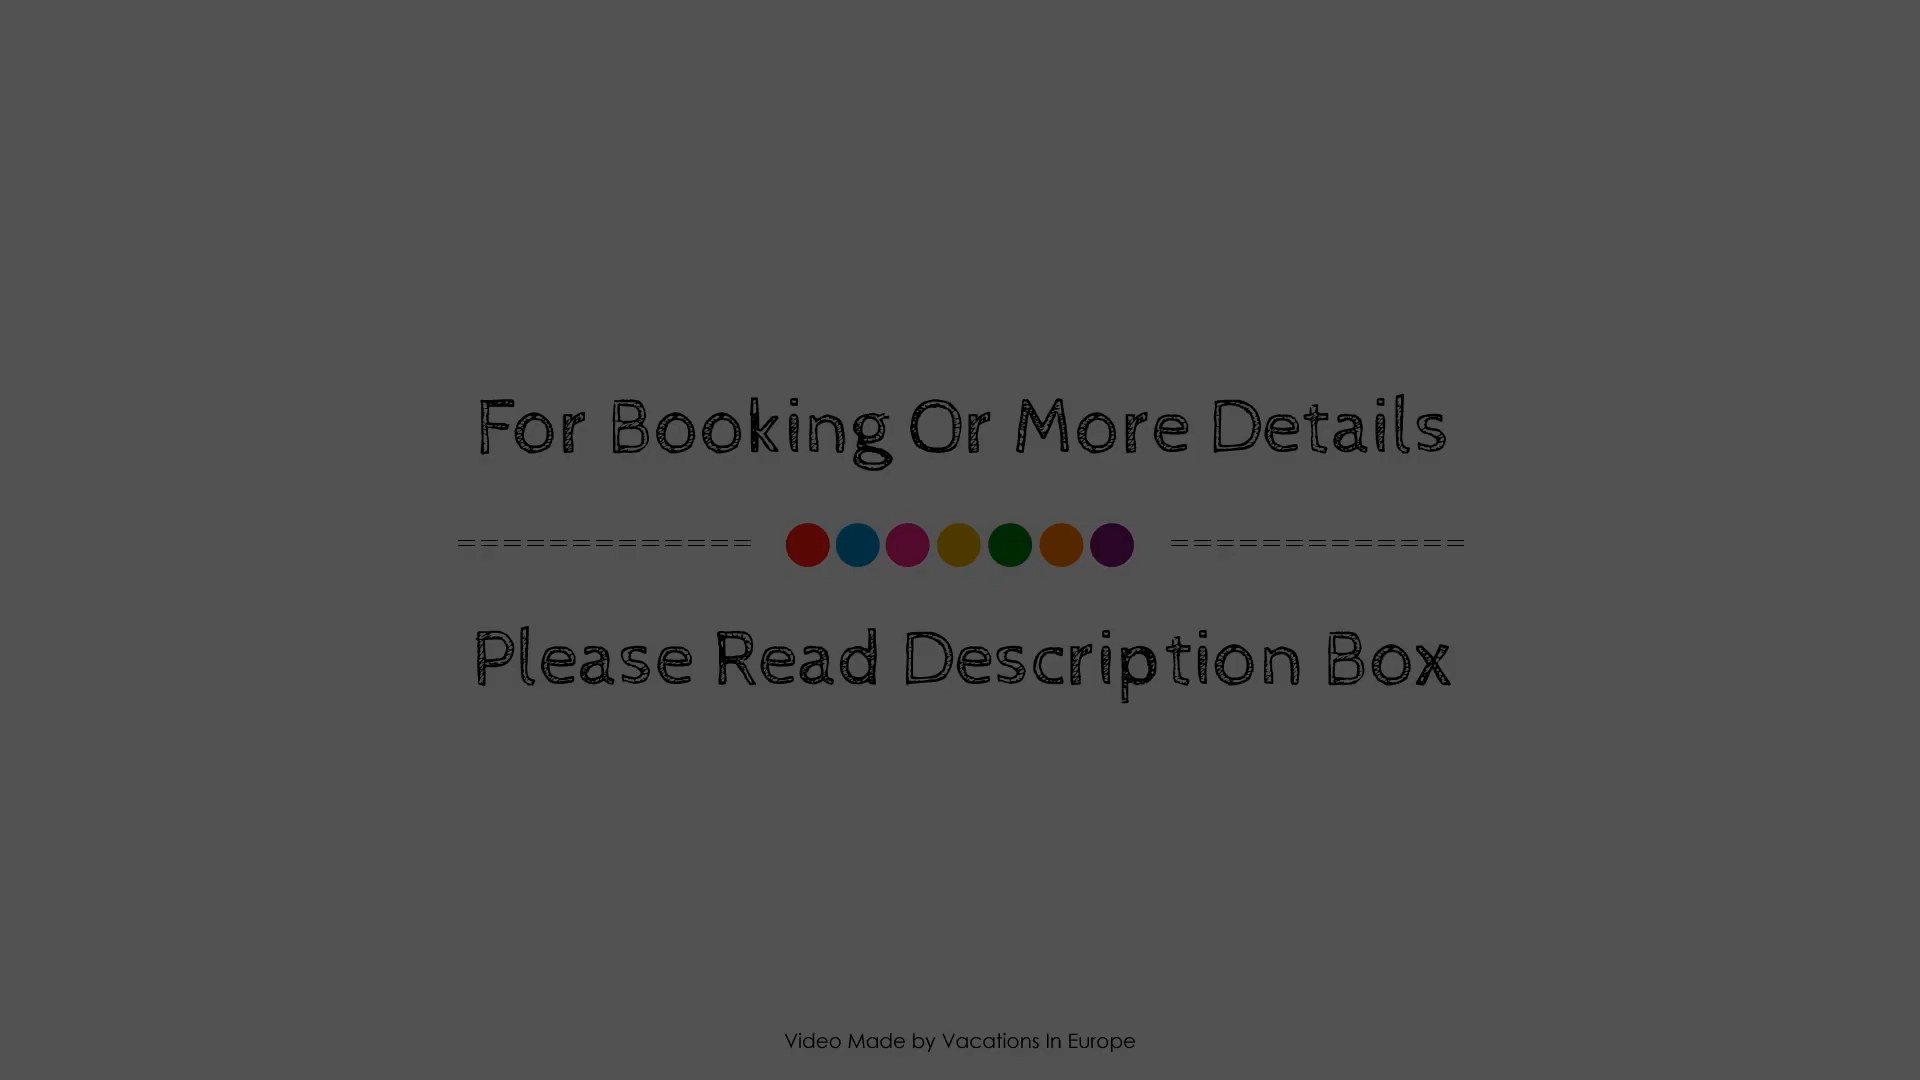 For Booking Or More Details
============= =============
Please Read Description Box
Video Made by Vacations In Europe